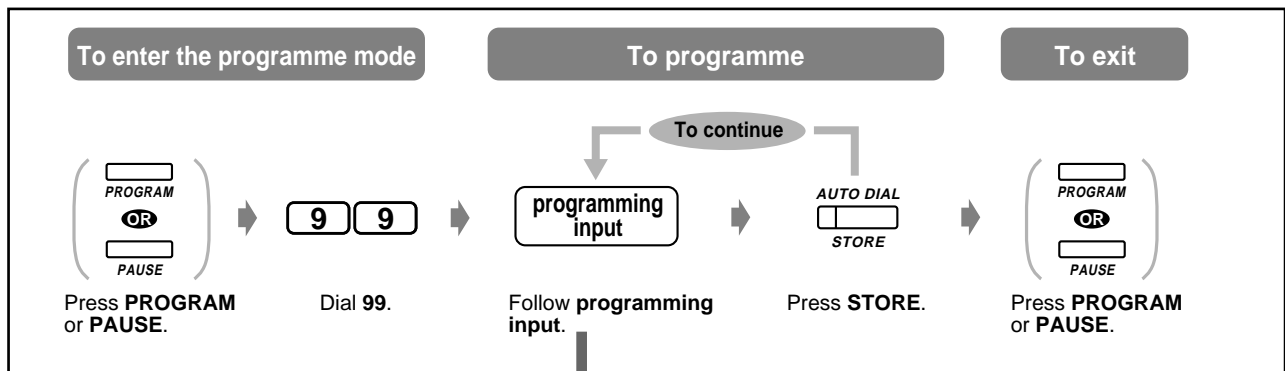 To enter the programme mode
To programme
To exit
To continue
PROGRAM
OR
PAUSE
9 9
programming
input
AUTO DIAL
STORE
PROGRAM
OR
PAUSE
Press PROGRAM
or PAUSE.
Dial 99.
Follow programming
input.
Press STORE.
Press PROGRAM
or PAUSE.